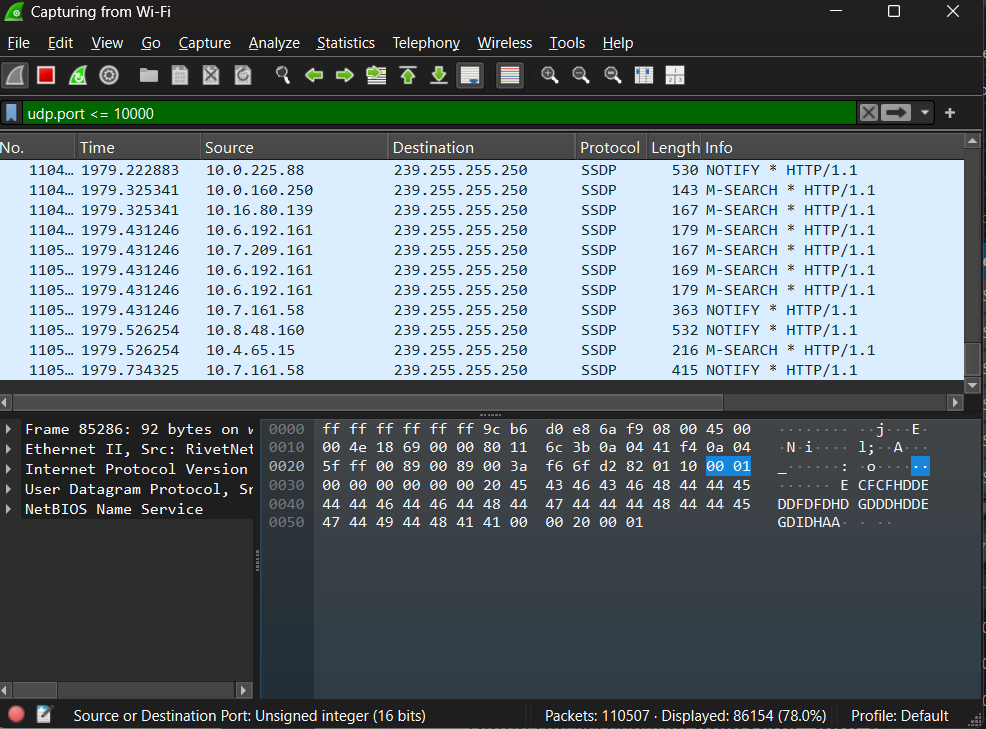 Capturing from Wi-Fi
File Edit View Go Capture Analyze Statistics Telephony Wireless Tools Help
udp.port <= 10000
No. Time Source Destination Protocol Length Info
1104… 1979.222883 10.0.225.88 239.255.255.250 SSDP 530 NOTIFY * HTTP/1.1
1104… 1979.325341 10.0.160.250 239.255.255.250 SSDP 143 M-SEARCH * HTTP/1.1
1104… 1979.325341 10.16.80.139 239.255.255.250 SSDP 167 M-SEARCH * HTTP/1.1
1104… 1979.431246 10.6.192.161 239.255.255.250 SSDP 179 M-SEARCH * HTTP/1.1
1105… 1979.431246 10.7.209.161 239.255.255.250 SSDP 167 M-SEARCH * HTTP/1.1
1105… 1979.431246 10.6.192.161 239.255.255.250 SSDP 169 M-SEARCH * HTTP/1.1
1105… 1979.431246 10.6.192.161 239.255.255.250 SSDP 179 M-SEARCH * HTTP/1.1
1105… 1979.431246 10.7.161.58 239.255.255.250 SSDP 363 NOTIFY * HTTP/1.1
1105… 1979.526254 10.8.48.160 239.255.255.250 SSDP 532 NOTIFY * HTTP/1.1
1105… 1979.526254 10.4.65.15 239.255.255.250 SSDP 216 M-SEARCH * HTTP/1.1
1105… 1979.734325 10.7.161.58 239.255.255.250 SSDP 415 NOTIFY * HTTP/1.1
Frame 85286: 92 bytes on w
Ethernet II, Src: RivetNet
Internet Protocol Version
User Datagram Protocol, Sr
NetBIOS Name Service
0000 ff ff ff ff ff ff 9c b6 d0 e8 6a f9 08 00 45 00 ········ ··j···E·
0010 00 4e 18 69 00 00 80 11 6c 3b 0a 04 41 f4 0a 04 ·N·i···· l;··A···
0020 5f ff 00 89 00 89 00 3a f6 6f d2 82 01 10 00 01 _······: ·o······
0030 00 00 00 00 00 00 20 45 43 46 43 46 48 44 44 45 ······ E CFCFHDDE
0040 44 44 46 44 46 44 48 44 47 44 44 44 48 44 44 45 DDFDFDHD GDDDHDDE
0050 47 44 49 44 48 41 41 00 00 20 00 01 GDIDHAA· · ··
Source or Destination Port: Unsigned integer (16 bits)
Packets: 110507 · Displayed: 86154 (78.0%)
Profile: Default